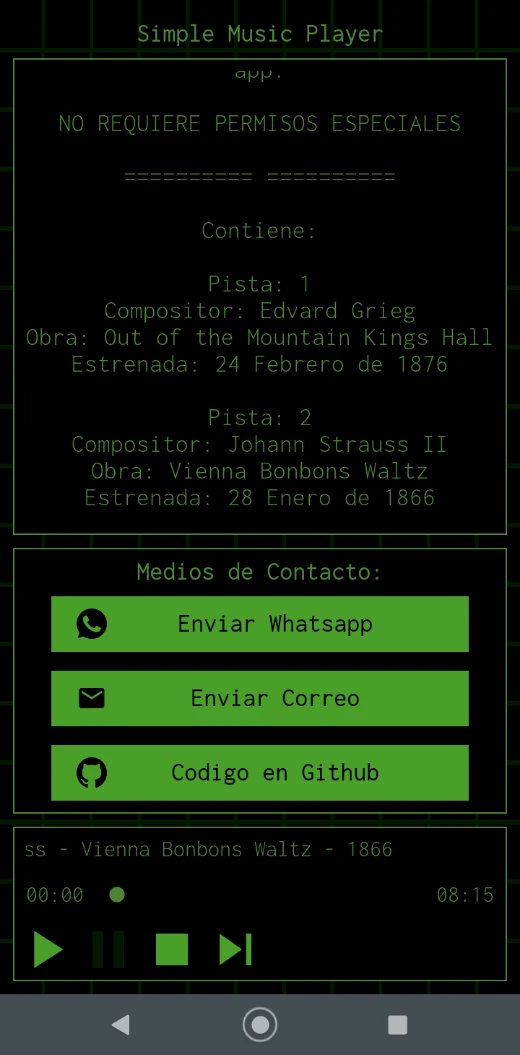 Simple Music Player
app.
NO REQUIERE PERMISOS ESPECIALES
========== ==========
Contiene:
Pista: 1
Compositor: Edvard Grieg
Obra: Out of the Mountain Kings Hall
Estrenada: 24 Febrero de 1876
Pista: 2
Compositor: Johann Strauss II
Obra: Vienna Bonbons Waltz
Estrenada: 28 Enero de 1866
Medios de Contacto:
Enviar Whatsapp
Enviar Correo
Codigo en Github
ss - Vienna Bonbons Waltz - 1866
00:00
08:15